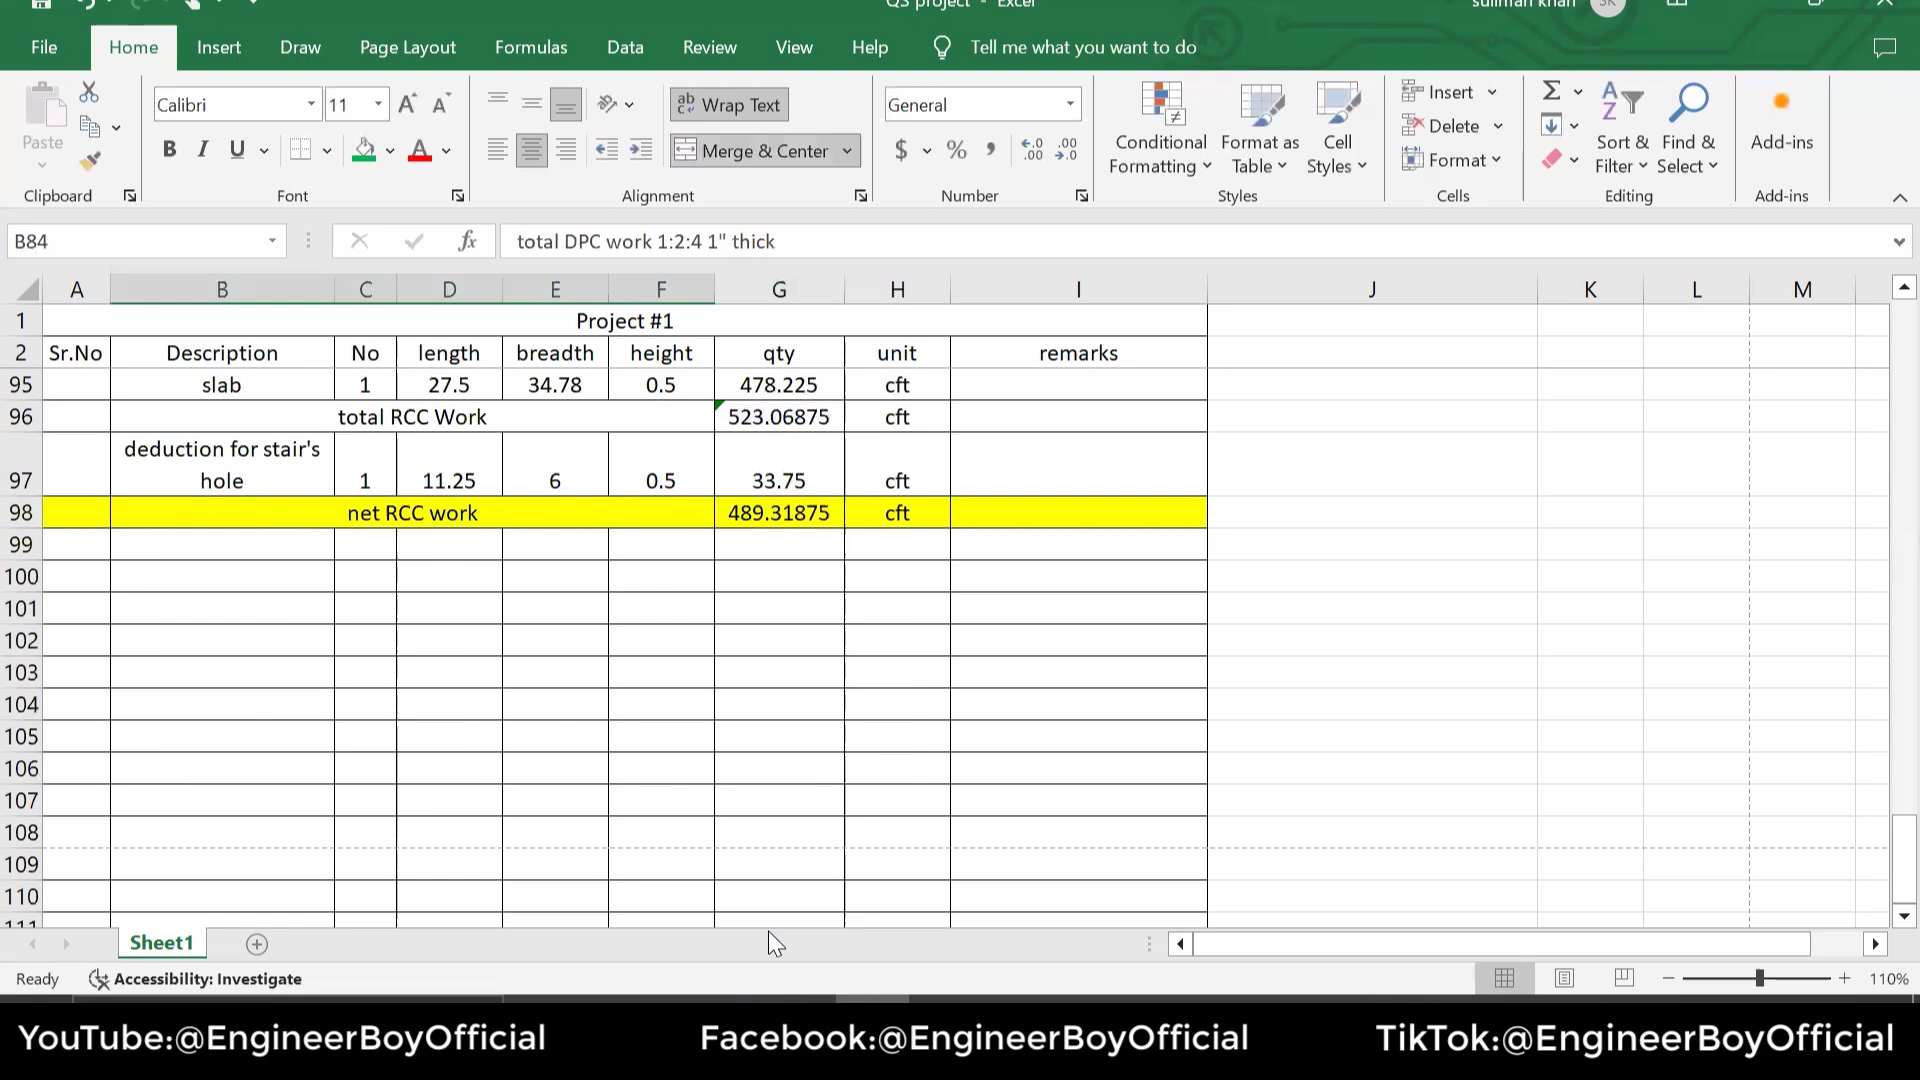 QS project - Excel
suliman khan
SK
File Home Insert Draw Page Layout Formulas Data Review View Help Tell me what you want to do
Paste
Clipboard
Calibri 11
B I U
Font
Wrap Text
Merge & Center
Alignment
General
$ %
Number
Conditional Formatting
Format as Table
Cell Styles
Styles
Insert
Delete
Format
Cells
Sort & Filter
Find & Select
Editing
Add-ins
Add-ins
B84 fx total DPC work 1:2:4 1" thick
A B C D E F G H I J K L M
1 Project #1
2 Sr.No Description No length breadth height qty unit remarks
95 slab 1 27.5 34.78 0.5 478.225 cft
96 total RCC Work 523.06875 cft
deduction for stair's
97 hole 1 11.25 6 0.5 33.75 cft
98 net RCC work 489.31875 cft
99
100
101
102
103
104
105
106
107
108
109
110
111
Sheet1
Ready Accessibility: Investigate 110%
YouTube:@EngineerBoyOfficial Facebook:@EngineerBoyOfficial TikTok:@EngineerBoyOfficial